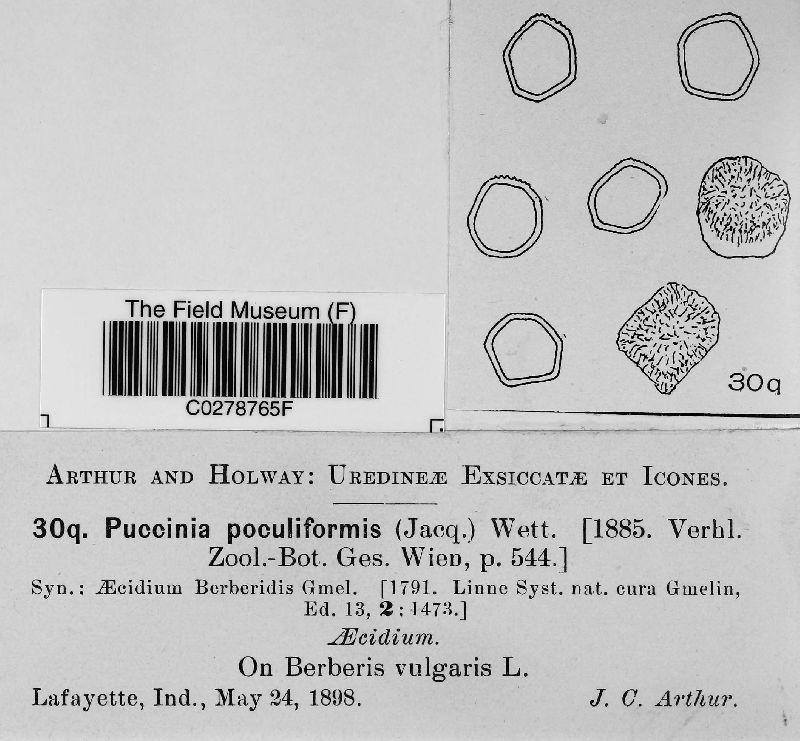 The Field Museum (F)
C0278765F
30q
ARTHUR AND HOLWAY: UREDINEÆ EXSICCATÆ ET ICONES.
30q. Puccinia poculiformis (Jacq.) Wett. [1885. Verhl.
Zool.-Bot. Ges. Wien, p. 544.]
Syn.: Æcidium Berberidis Gmel. [1791. Linne Syst. nat. cura Gmelin,
Ed. 13, 2:1473.]
Æcidium.
On Berberis vulgaris L.
Lafayette, Ind., May 24, 1898. J. C. Arthur.